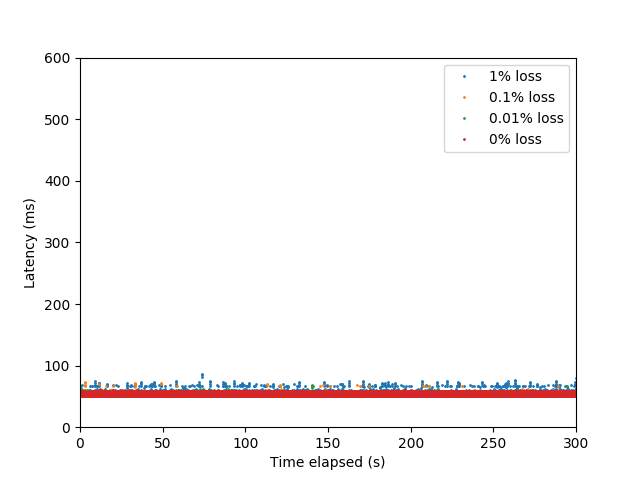 600
500
400
300
200
100
0
Latency (ms)
1% loss
0.1% loss
0.01% loss
0% loss
0 50 100 150 200 250 300
Time elapsed (s)